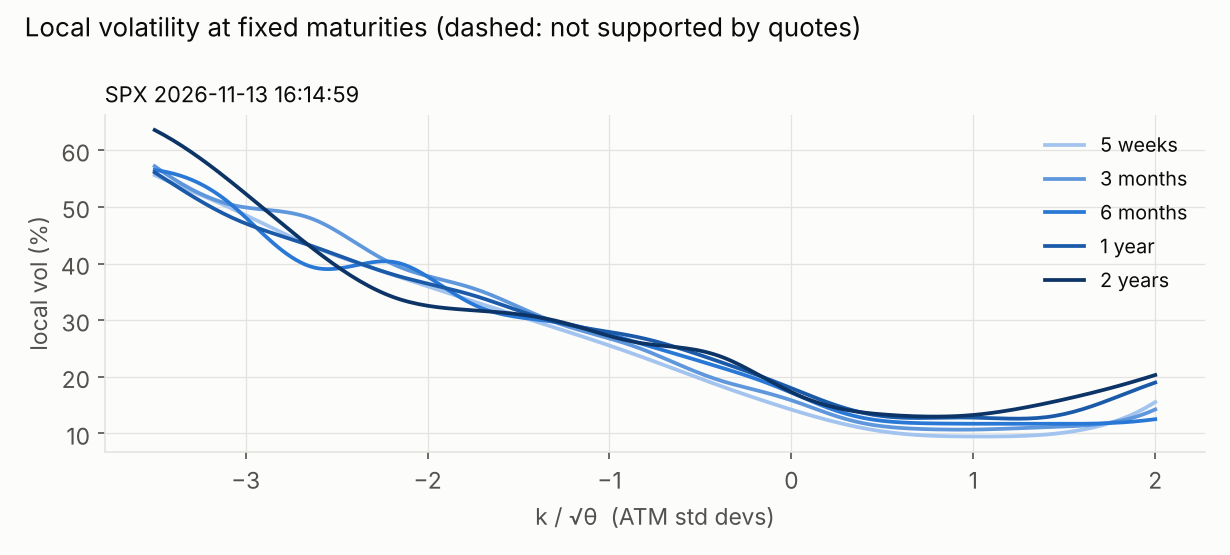 Local volatility at fixed maturities (dashed: not supported by quotes)
SPX 2026-11-13 16:14:59
local vol (%)
60
50
40
30
20
10
5 weeks
3 months
6 months
1 year
2 years
−3
−2
−1
0
1
2
k / √θ (ATM std devs)